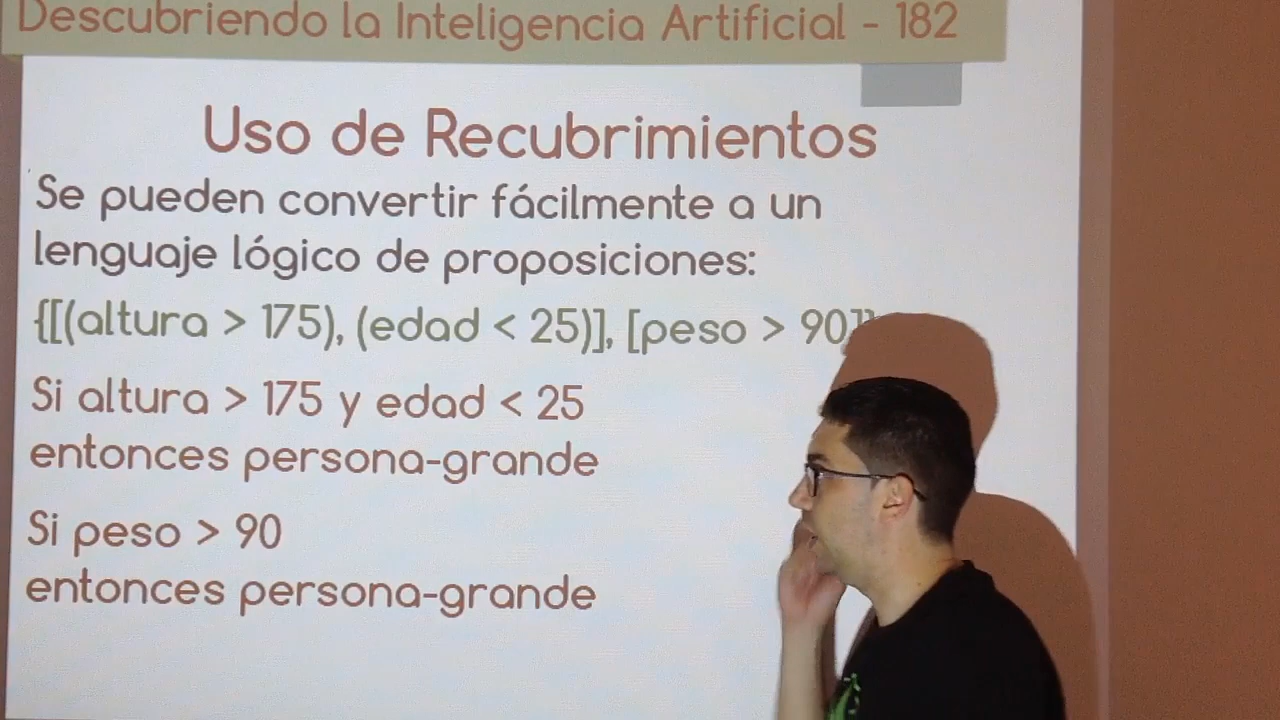 Descubriendo la Inteligencia Artificial - 182
Uso de Recubrimientos
Se pueden convertir fácilmente a un
lenguaje lógico de proposiciones:
{[(altura > 175), (edad < 25)], [peso > 90]}
Si altura > 175 y edad < 25
entonces persona-grande
Si peso > 90
entonces persona-grande